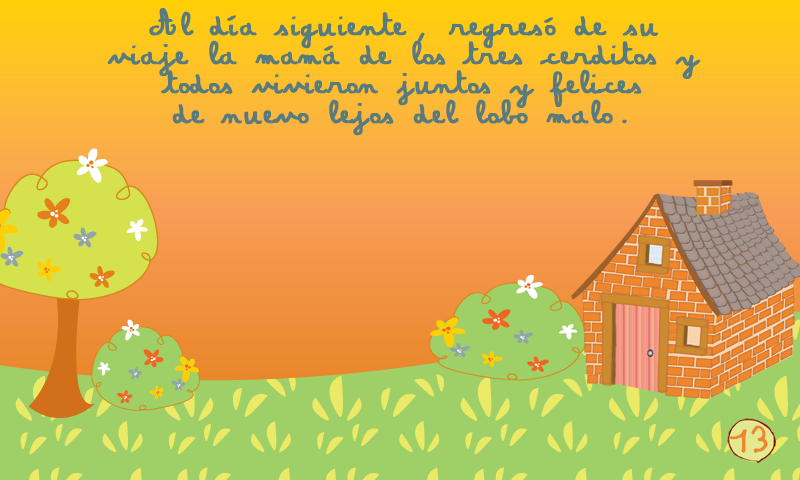 Al día siguiente, regresó de su
viaje la mamá de los tres cerditos y
todos vivieron juntos y felices
de nuevo lejos del lobo malo.
13